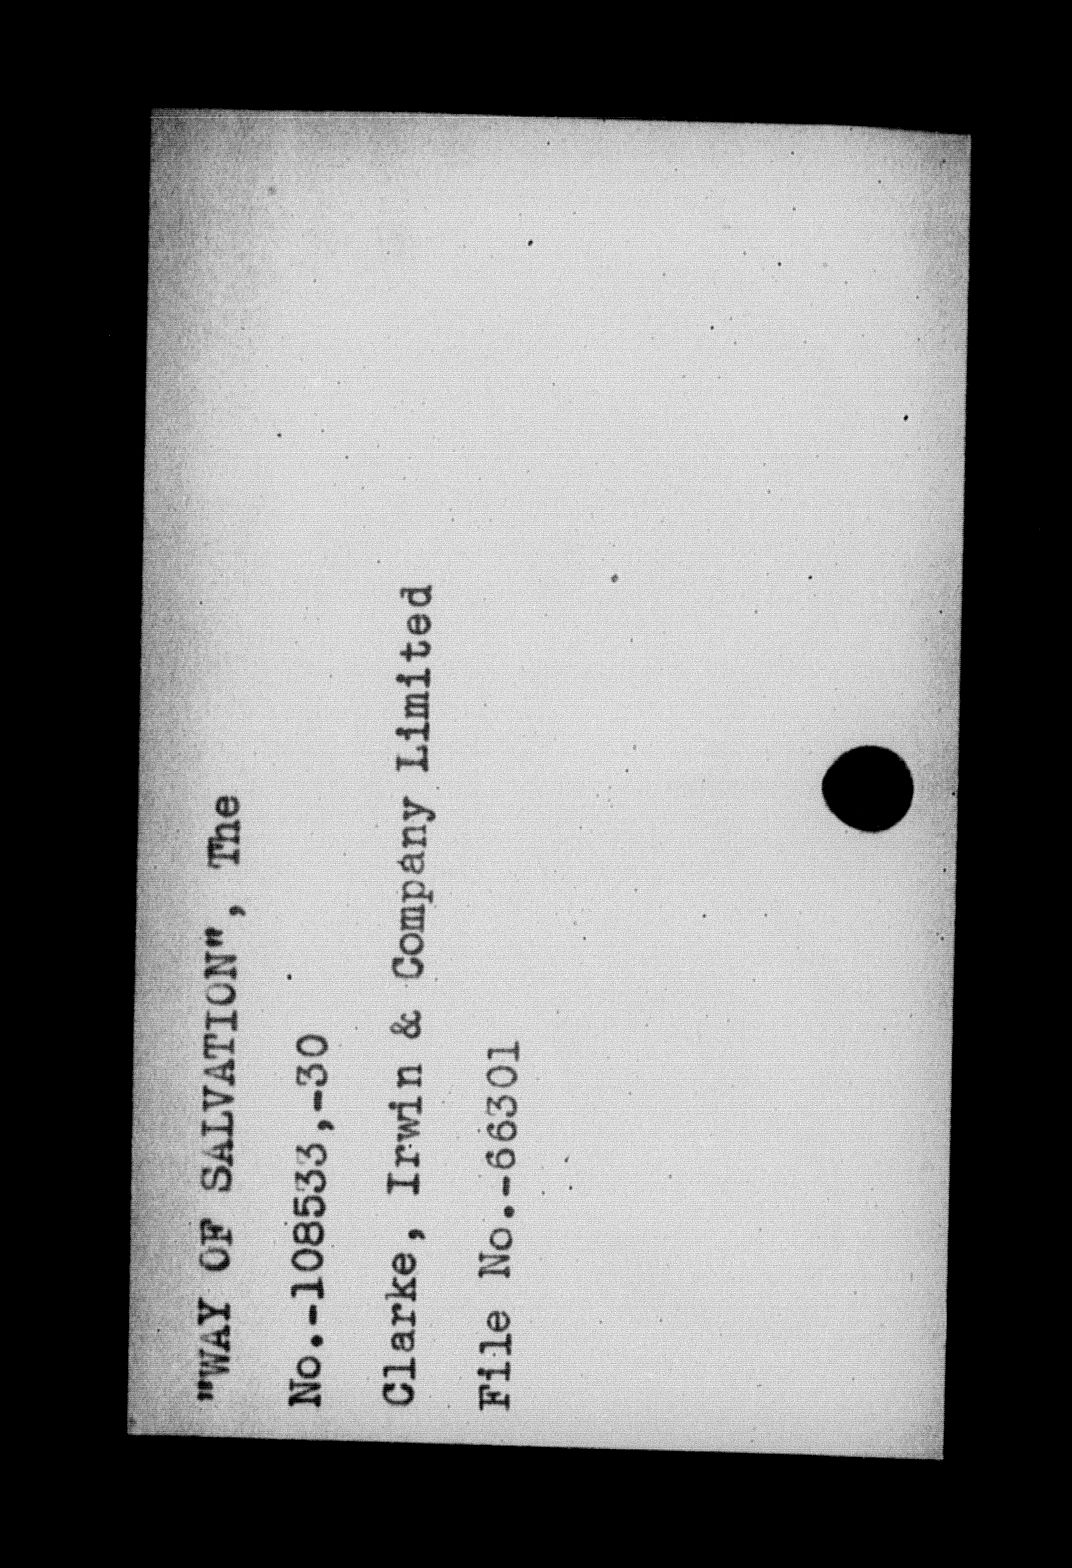 "WAY OF SALVATION", The
No.-108533,-30
Clarke, Irwin & Company Limited
File No.-66301